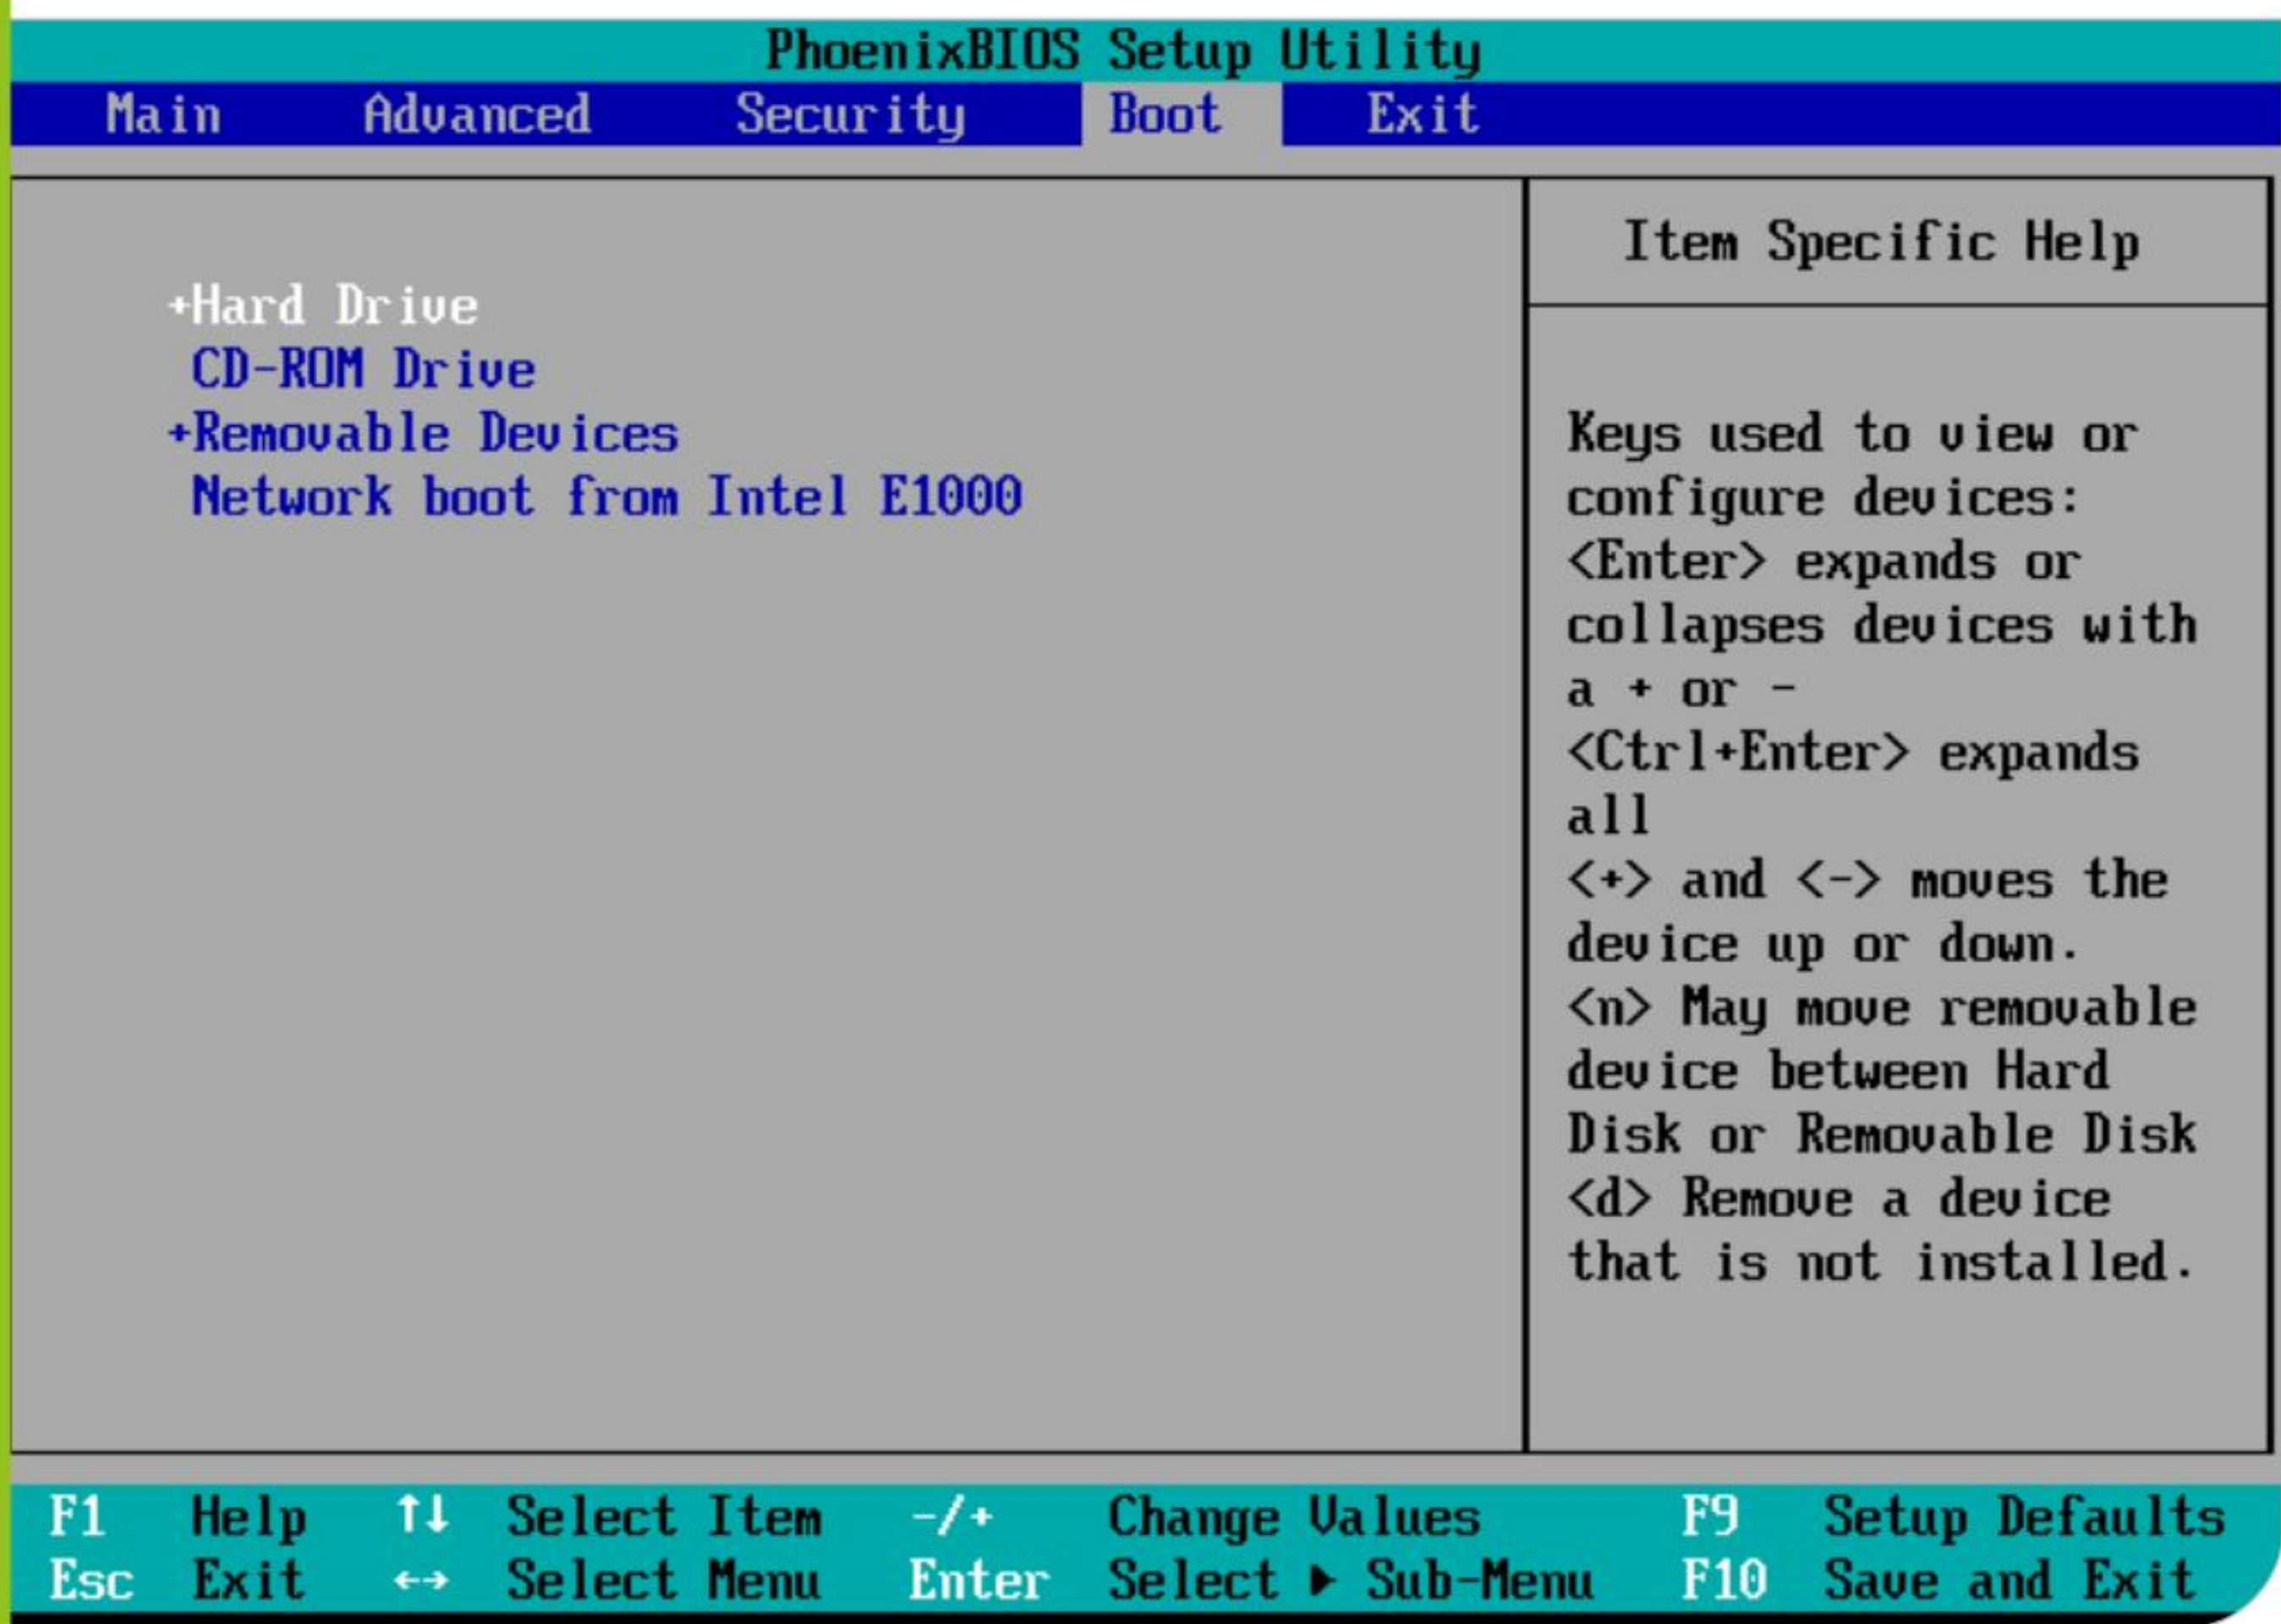 PhoenixBIOS Setup Utility
Main Advanced Security Boot Exit
+Hard Drive
CD-ROM Drive
+Removable Devices
Network boot from Intel E1000
Item Specific Help
Keys used to view or
configure devices:
<Enter> expands or
collapses devices with
a + or -
<Ctrl+Enter> expands
all
<+> and <-> moves the
device up or down.
<n> May move removable
device between Hard
Disk or Removable Disk
<d> Remove a device
that is not installed.
F1 Help ↑↓ Select Item -/+ Change Values F9 Setup Defaults
Esc Exit ↔ Select Menu Enter Select ▶ Sub-Menu F10 Save and Exit